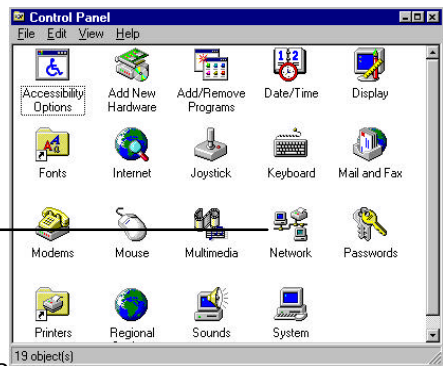 Control Panel
File Edit View Help
Accessibility Options
Add New Hardware
Add/Remove Programs
Date/Time
Display
Fonts
Internet
Joystick
Keyboard
Mail and Fax
Modems
Mouse
Multimedia
Network
Passwords
Printers
Regional
Sounds
System
19 object(s)